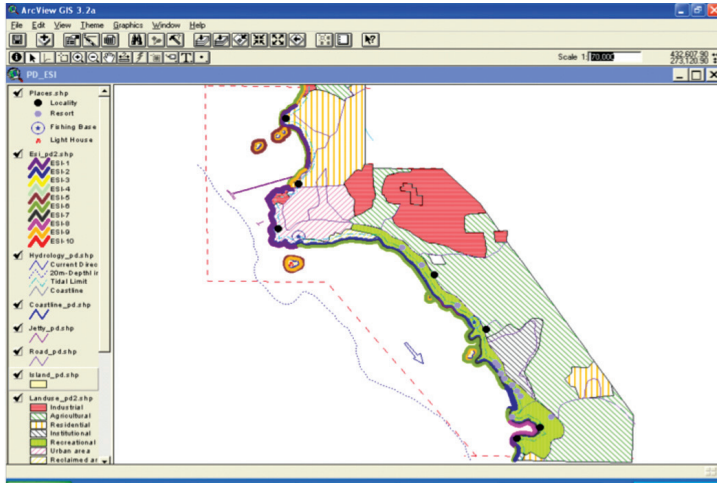 ArcView GIS 3.2a
File Edit View Theme Graphics Window Help
Scale 1: 70,000
432,607.90
273,120.90
PD_ESI
Places.shp
Locality
Resort
Fishing Base
Light House
Esi_pd2.shp
ESI-1
ESI-2
ESI-3
ESI-4
ESI-5
ESI-6
ESI-7
ESI-8
ESI-9
ESI-10
Hydrology_pd.shp
Current Direc
20m-Depthl
Tidal Limit
Coastline
Coastline_pd.shp
Jetty_pd.shp
Road_pd.shp
Island_pd.shp
Landuse_pd2.shp
Industrial
Agricultural
Residential
Institutional
Recreational
Urban area
Reclaimed ar